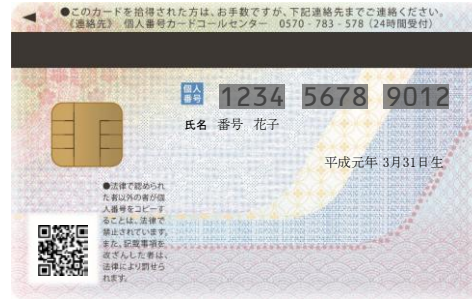 ●このカードを拾得された方は、お手数ですが、下記連絡先までご連絡ください。
《連絡先》 個人番号カードコールセンター 0570-783-578 (24時間受付)
個人番号 1234 5678 9012
氏名 番号 花子
平成元年 3月31日生
●法律で認められ
た者以外の者が個
人番号をコピーす
ることは、法律で
禁止されています。
また、記載事項を
改ざんした者は、
法律により罰せら
れます。